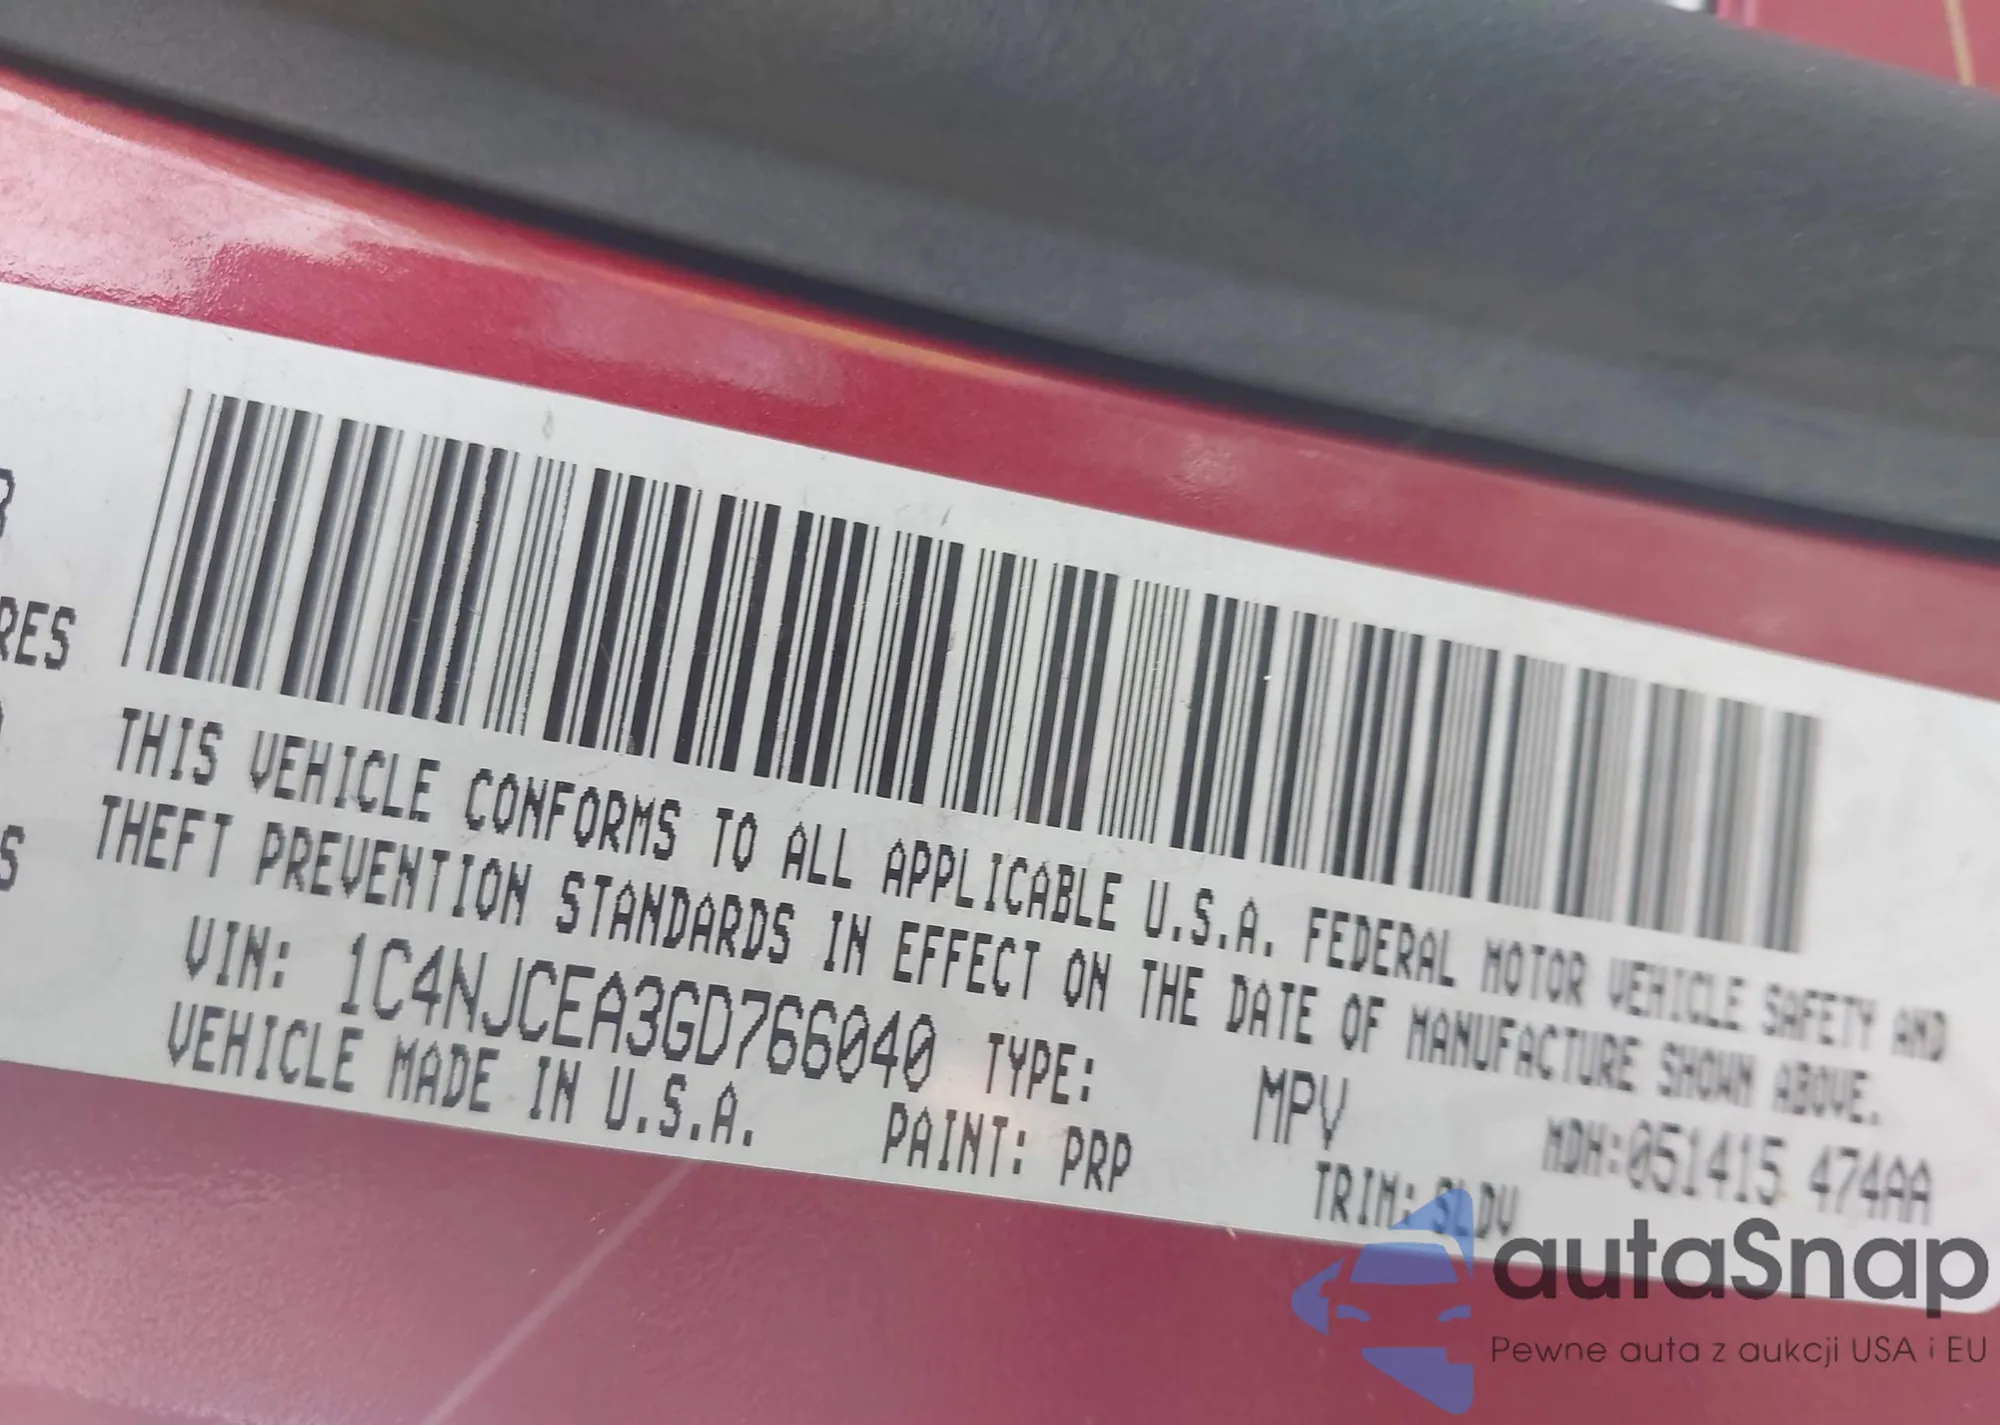 RES
S
THIS VEHICLE CONFORMS TO ALL APPLICABLE U.S.A. FEDERAL MOTOR VEHICLE SAFETY AND
THEFT PREVENTION STANDARDS IN EFFECT ON THE DATE OF MANUFACTURE SHOWN ABOVE.
VIN: 1C4NJCEA3GD766040 TYPE: MPV MDH:051415 474AA
VEHICLE MADE IN U.S.A. PAINT: PRP TRIM:
autaSnap
Pewne auta z aukcji USA i EU